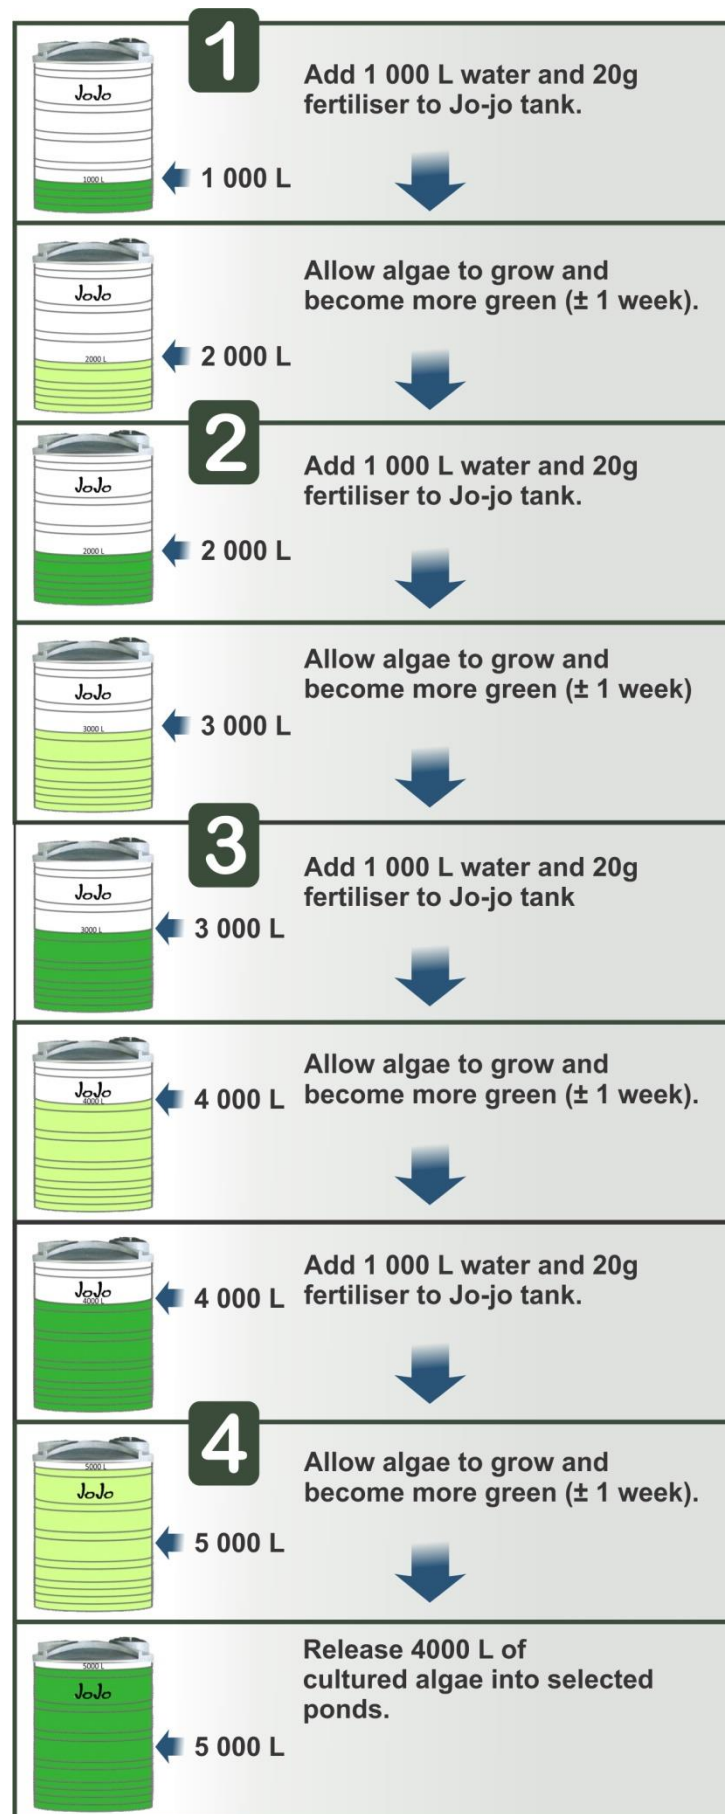 1
Add 1 000 L water and 20g
fertiliser to Jo-jo tank.
JoJo
1000 L
1 000 L
Allow algae to grow and
become more green (± 1 week).
JoJo
2000 L
2 000 L
2
Add 1 000 L water and 20g
fertiliser to Jo-jo tank.
JoJo
2000 L
2 000 L
Allow algae to grow and
become more green (± 1 week)
JoJo
3000 L
3 000 L
3
Add 1 000 L water and 20g
fertiliser to Jo-jo tank
JoJo
3000 L
3 000 L
Allow algae to grow and
become more green (± 1 week).
JoJo
4000 L
4 000 L
Add 1 000 L water and 20g
fertiliser to Jo-jo tank.
JoJo
4000 L
4 000 L
4
Allow algae to grow and
become more green (± 1 week).
5000 L
JoJo
5 000 L
Release 4000 L of
cultured algae into selected
ponds.
5000 L
JoJo
5 000 L